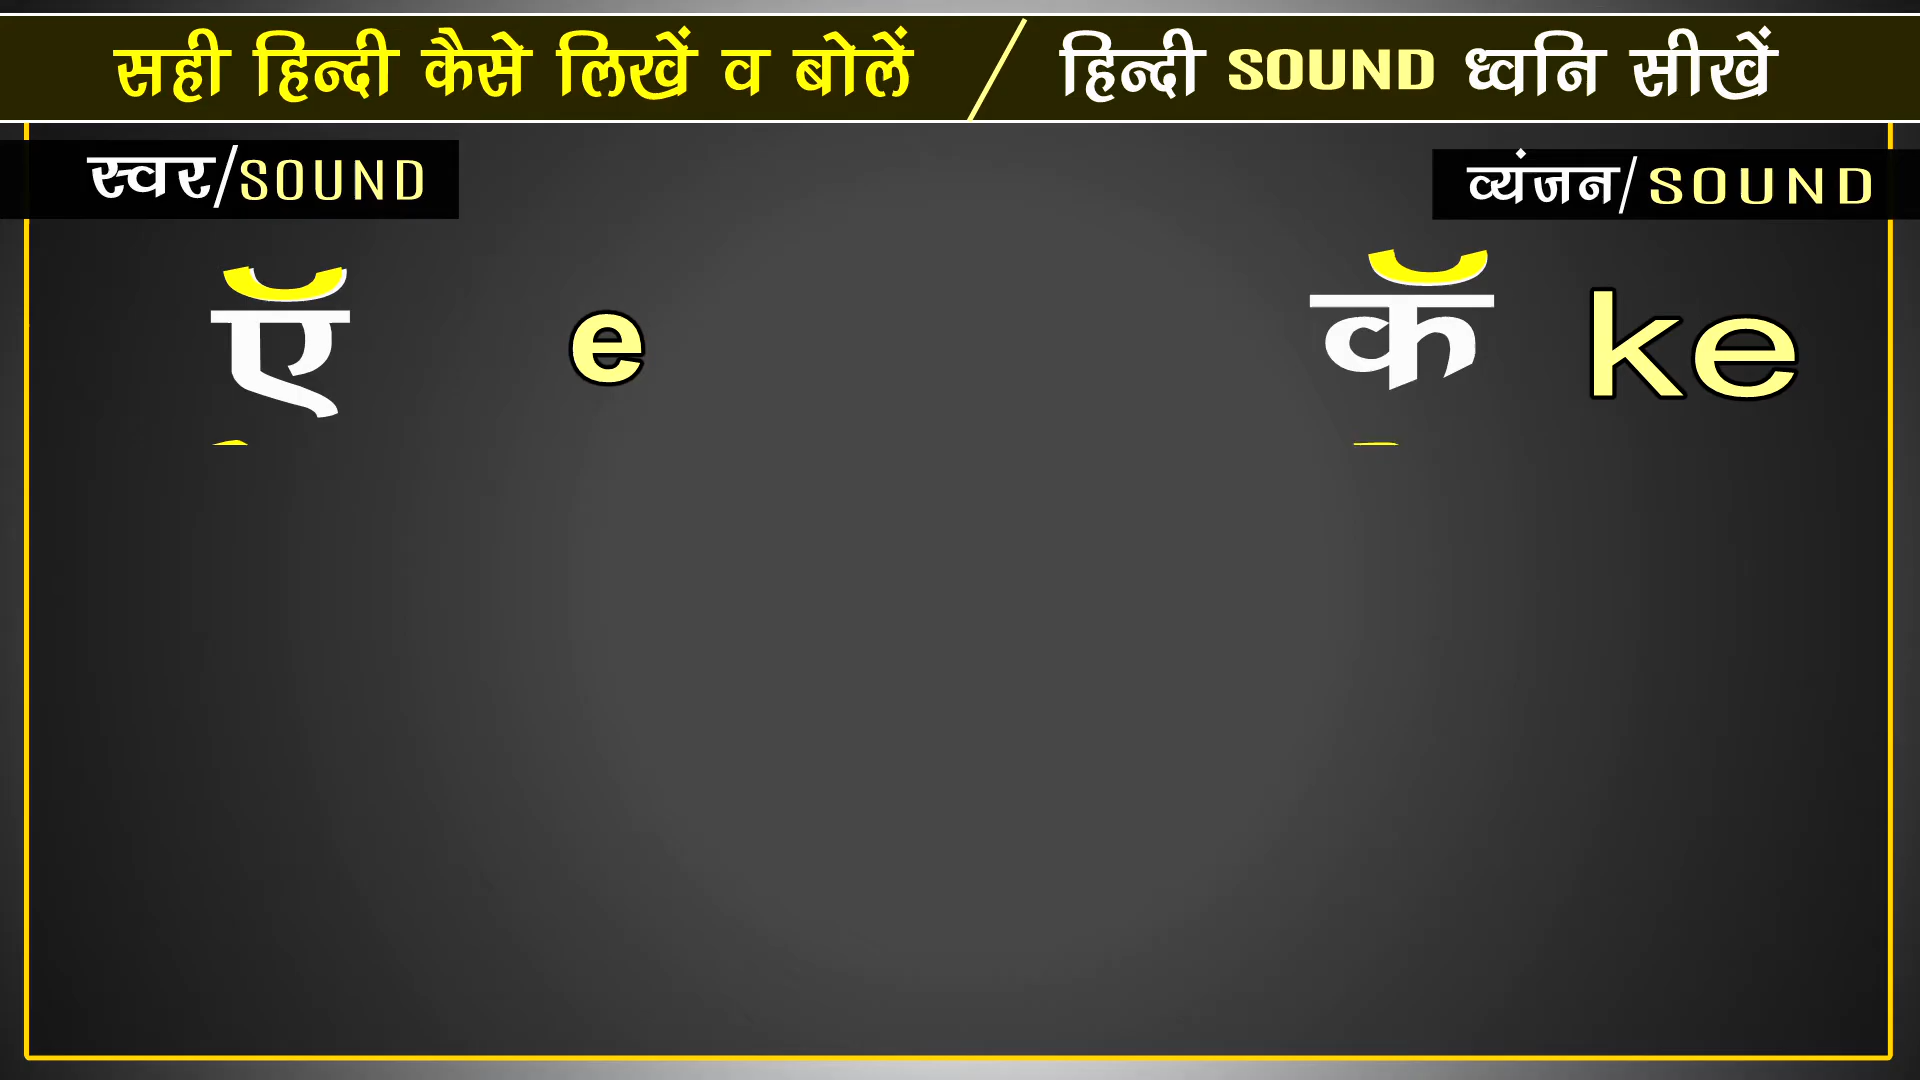 सही हिन्दी कैसे लिखें व बोलें / हिन्दी SOUND ध्वनि सीखें
स्वर/SOUND
व्यंजन/SOUND
ऍ e
कॅ ke